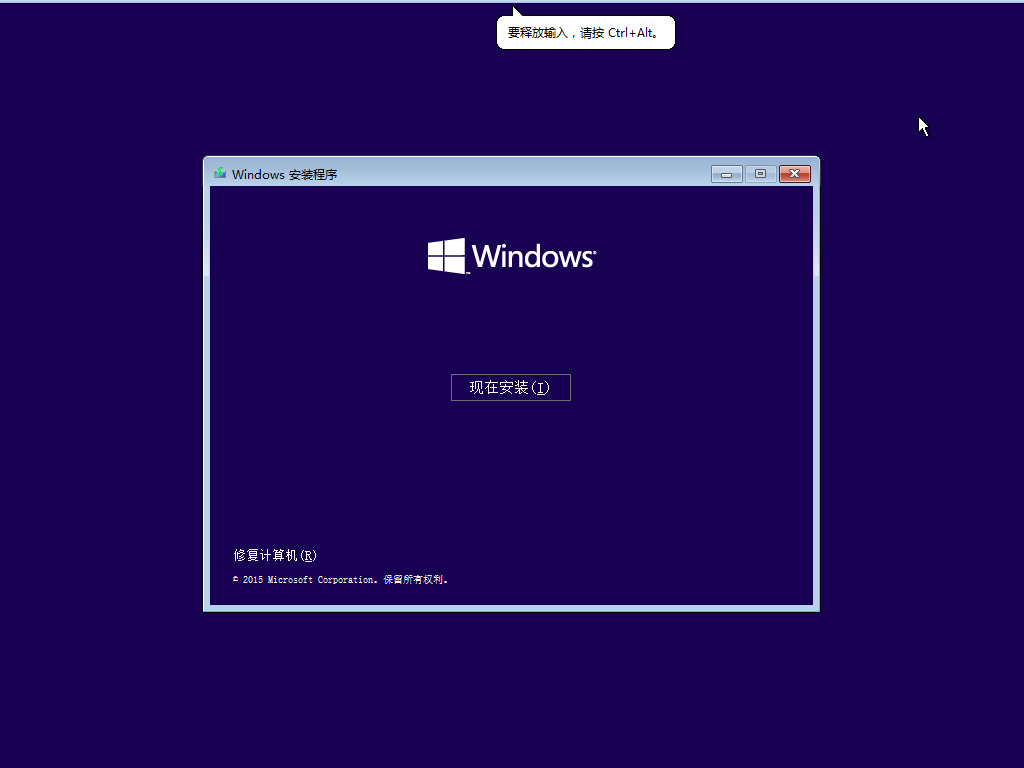 要释放输入，请按 Ctrl+Alt。
Windows 安装程序
Windows
现在安装(I)
修复计算机(R)
© 2015 Microsoft Corporation。保留所有权利。